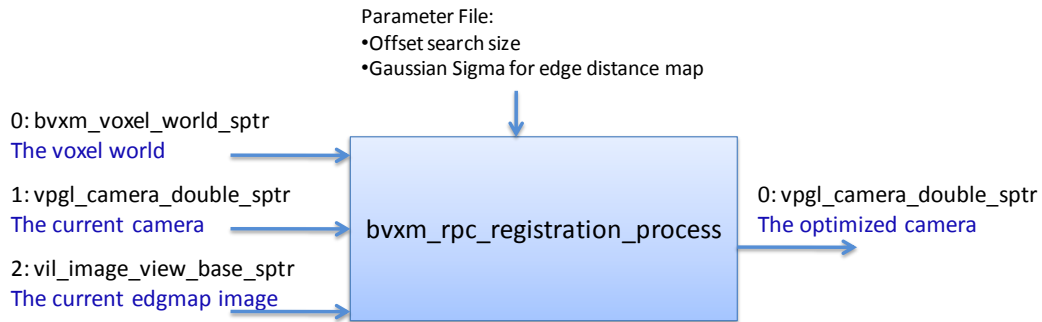 Parameter File:
•Offset search size
•Gaussian Sigma for edge distance map
0: bvxm_voxel_world_sptr
The voxel world
1: vpgl_camera_double_sptr
The current camera
2: vil_image_view_base_sptr
The current edgmap image
bvxm_rpc_registration_process
0: vpgl_camera_double_sptr
The optimized camera